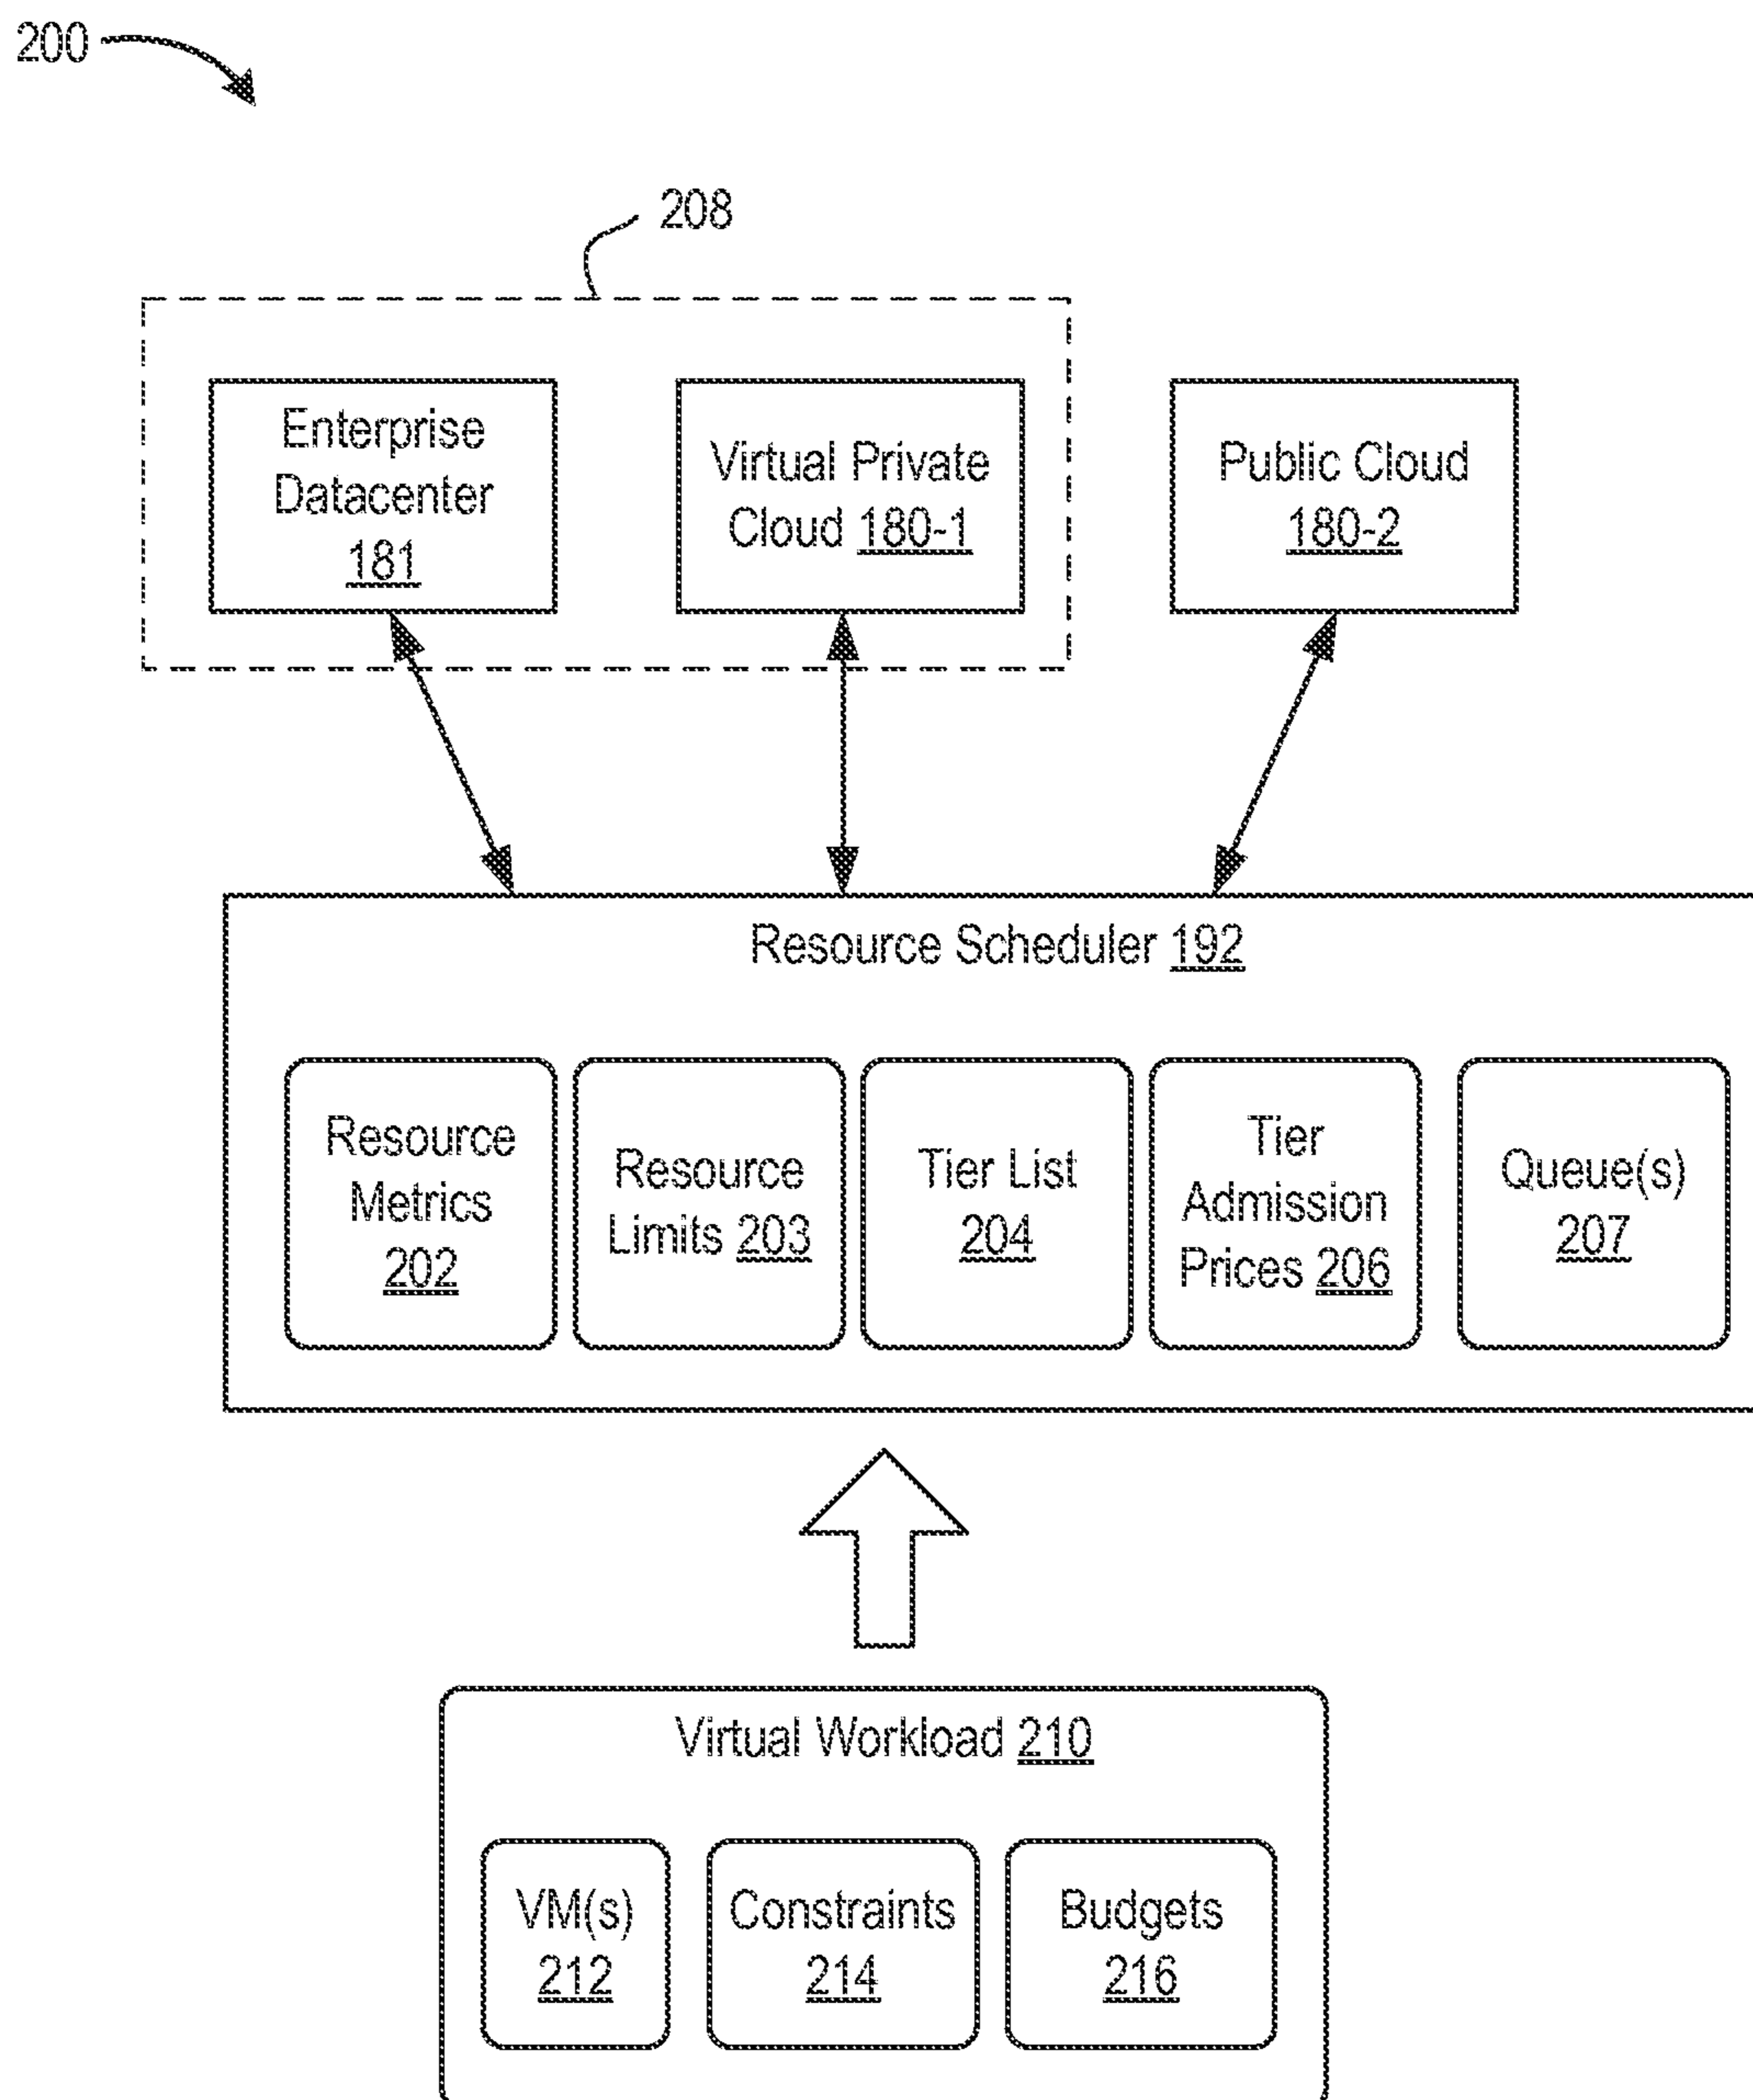 200
208
Enterprise
Datacenter
181
Virtual Private
Cloud 180-1
Public Cloud
180-2
Resource Scheduler 192
Resource
Metrics
202
Resource
Limits 203
Tier List
204
Tier
Admission
Prices 206
Queue(s)
207
Virtual Workload 210
VM(s)
212
Constraints
214
Budgets
216